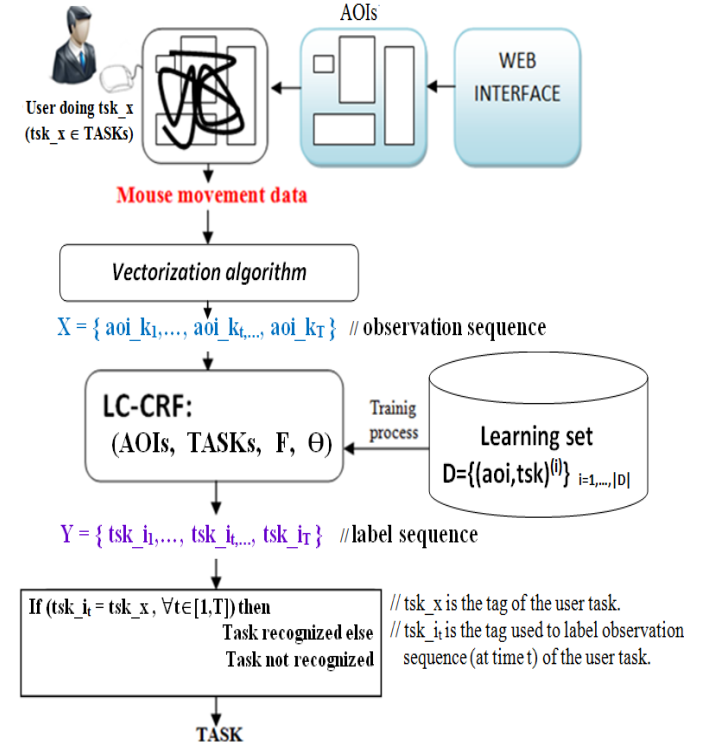 AOIs
WEB
INTERFACE
User doing tsk_x
(tsk_x ∈ TASKs)
Mouse movement data
Vectorization algorithm
X = { aoi_k₁,…, aoi_kₜ,…, aoi_k_T } // observation sequence
LC-CRF:
(AOIs, TASKs, F, Θ)
Trainig
process
Learning set
D={(aoi,tsk)⁽ⁱ⁾} i=1,…,|D|
Y = { tsk_i₁,…, tsk_iₜ,…, tsk_i_T } //label sequence
If (tsk_iₜ = tsk_x , ∀t∈[1,T]) then
Task recognized else
Task not recognized
// tsk_x is the tag of the user task.
// tsk_iₜ is the tag used to label observation
sequence (at time t) of the user task.
TASK